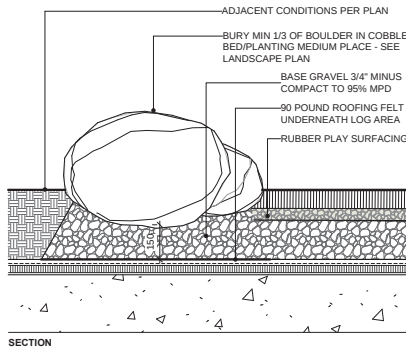 ADJACENT CONDITIONS PER PLAN
BURY MIN 1/3 OF BOULDER IN COBBLE
BED/PLANTING MEDIUM PLACE - SEE
LANDSCAPE PLAN
BASE GRAVEL 3/4" MINUS
COMPACT TO 95% MPD
90 POUND ROOFING FELT
UNDERNEATH LOG AREA
RUBBER PLAY SURFACING
150
SECTION